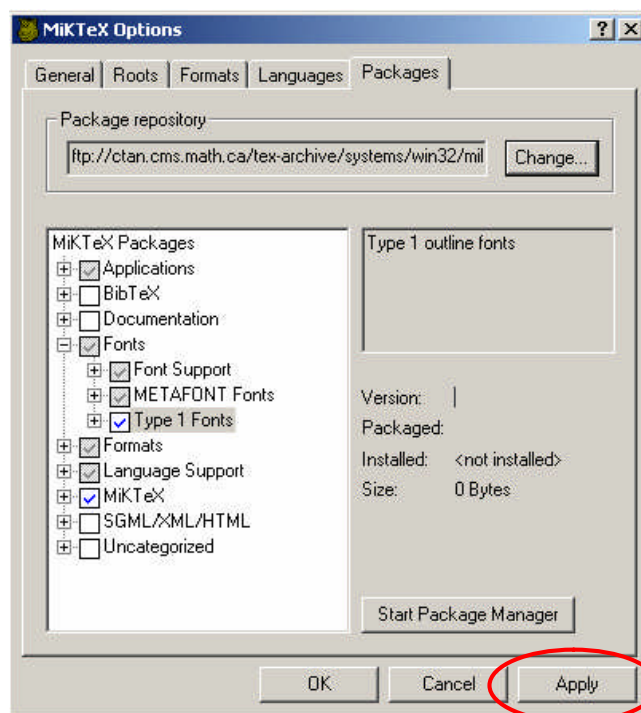 MiKTeX Options
General Roots Formats Languages Packages
Package repository
ftp://ctan.cms.math.ca/tex-archive/systems/win32/mil
Change...
MiKTeX Packages
Applications
BibTeX
Documentation
Fonts
Font Support
METAFONT Fonts
Type 1 Fonts
Formats
Language Support
MiKTeX
SGML/XML/HTML
Uncategorized
Type 1 outline fonts
Version:
Packaged:
Installed: <not installed>
Size: 0 Bytes
Start Package Manager
OK Cancel Apply